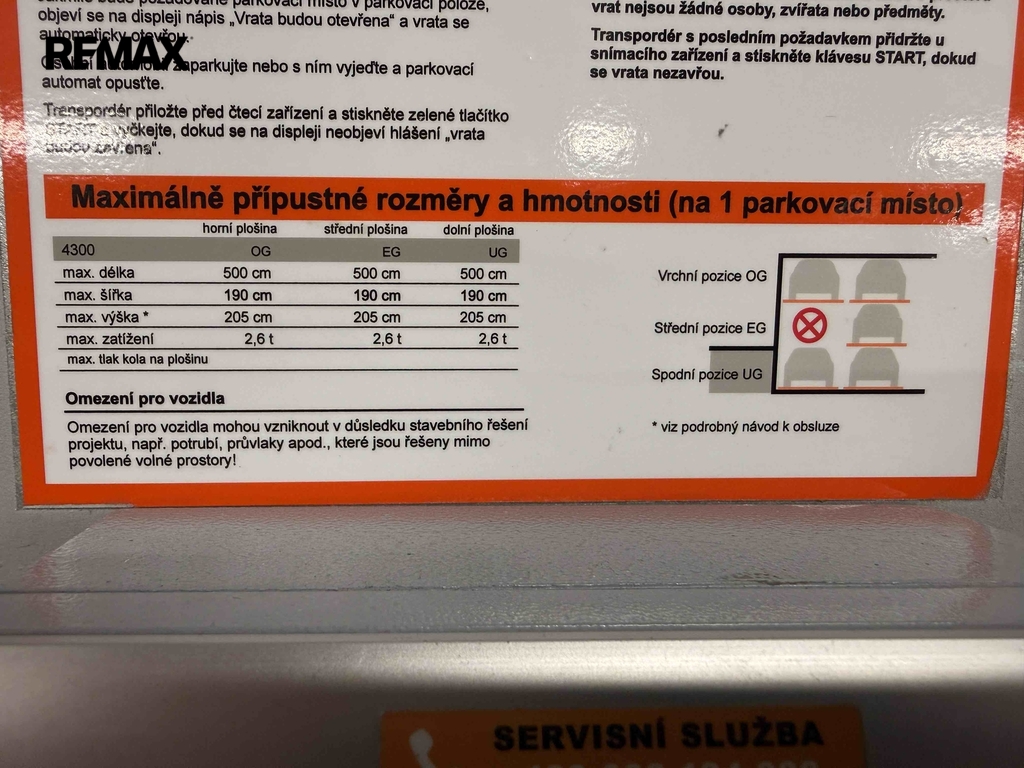 objeví se na displeji nápis „Vrata budou otevřena“ a vrata se
automaticky otevřou.
REMAX
zaparkujte nebo s ním vyjeďte a parkovací
automat opusťte.
Transpordér přiložte před čtecí zařízení a stiskněte zelené tlačítko
START a vyčkejte, dokud se na displeji neobjeví hlášení „vrata
budou zavřena“.
vrat nejsou žádné osoby, zvířata nebo předměty.
Transpordér s posledním požadavkem přidržte u
snímacího zařízení a stiskněte klávesu START, dokud
se vrata nezavřou.
Maximálně přípustné rozměry a hmotnosti (na 1 parkovací místo)
horní plošina střední plošina dolní plošina
4300 OG EG UG
max. délka 500 cm 500 cm 500 cm
max. šířka 190 cm 190 cm 190 cm
max. výška * 205 cm 205 cm 205 cm
max. zatížení 2,6 t 2,6 t 2,6 t
max. tlak kola na plošinu
Omezení pro vozidla
Omezení pro vozidla mohou vzniknout v důsledku stavebního řešení
projektu, např. potrubí, průvlaky apod., které jsou řešeny mimo
povolené volné prostory!
Vrchní pozice OG
Střední pozice EG
Spodní pozice UG
* viz podrobný návod k obsluze
SERVISNÍ SLUŽBA